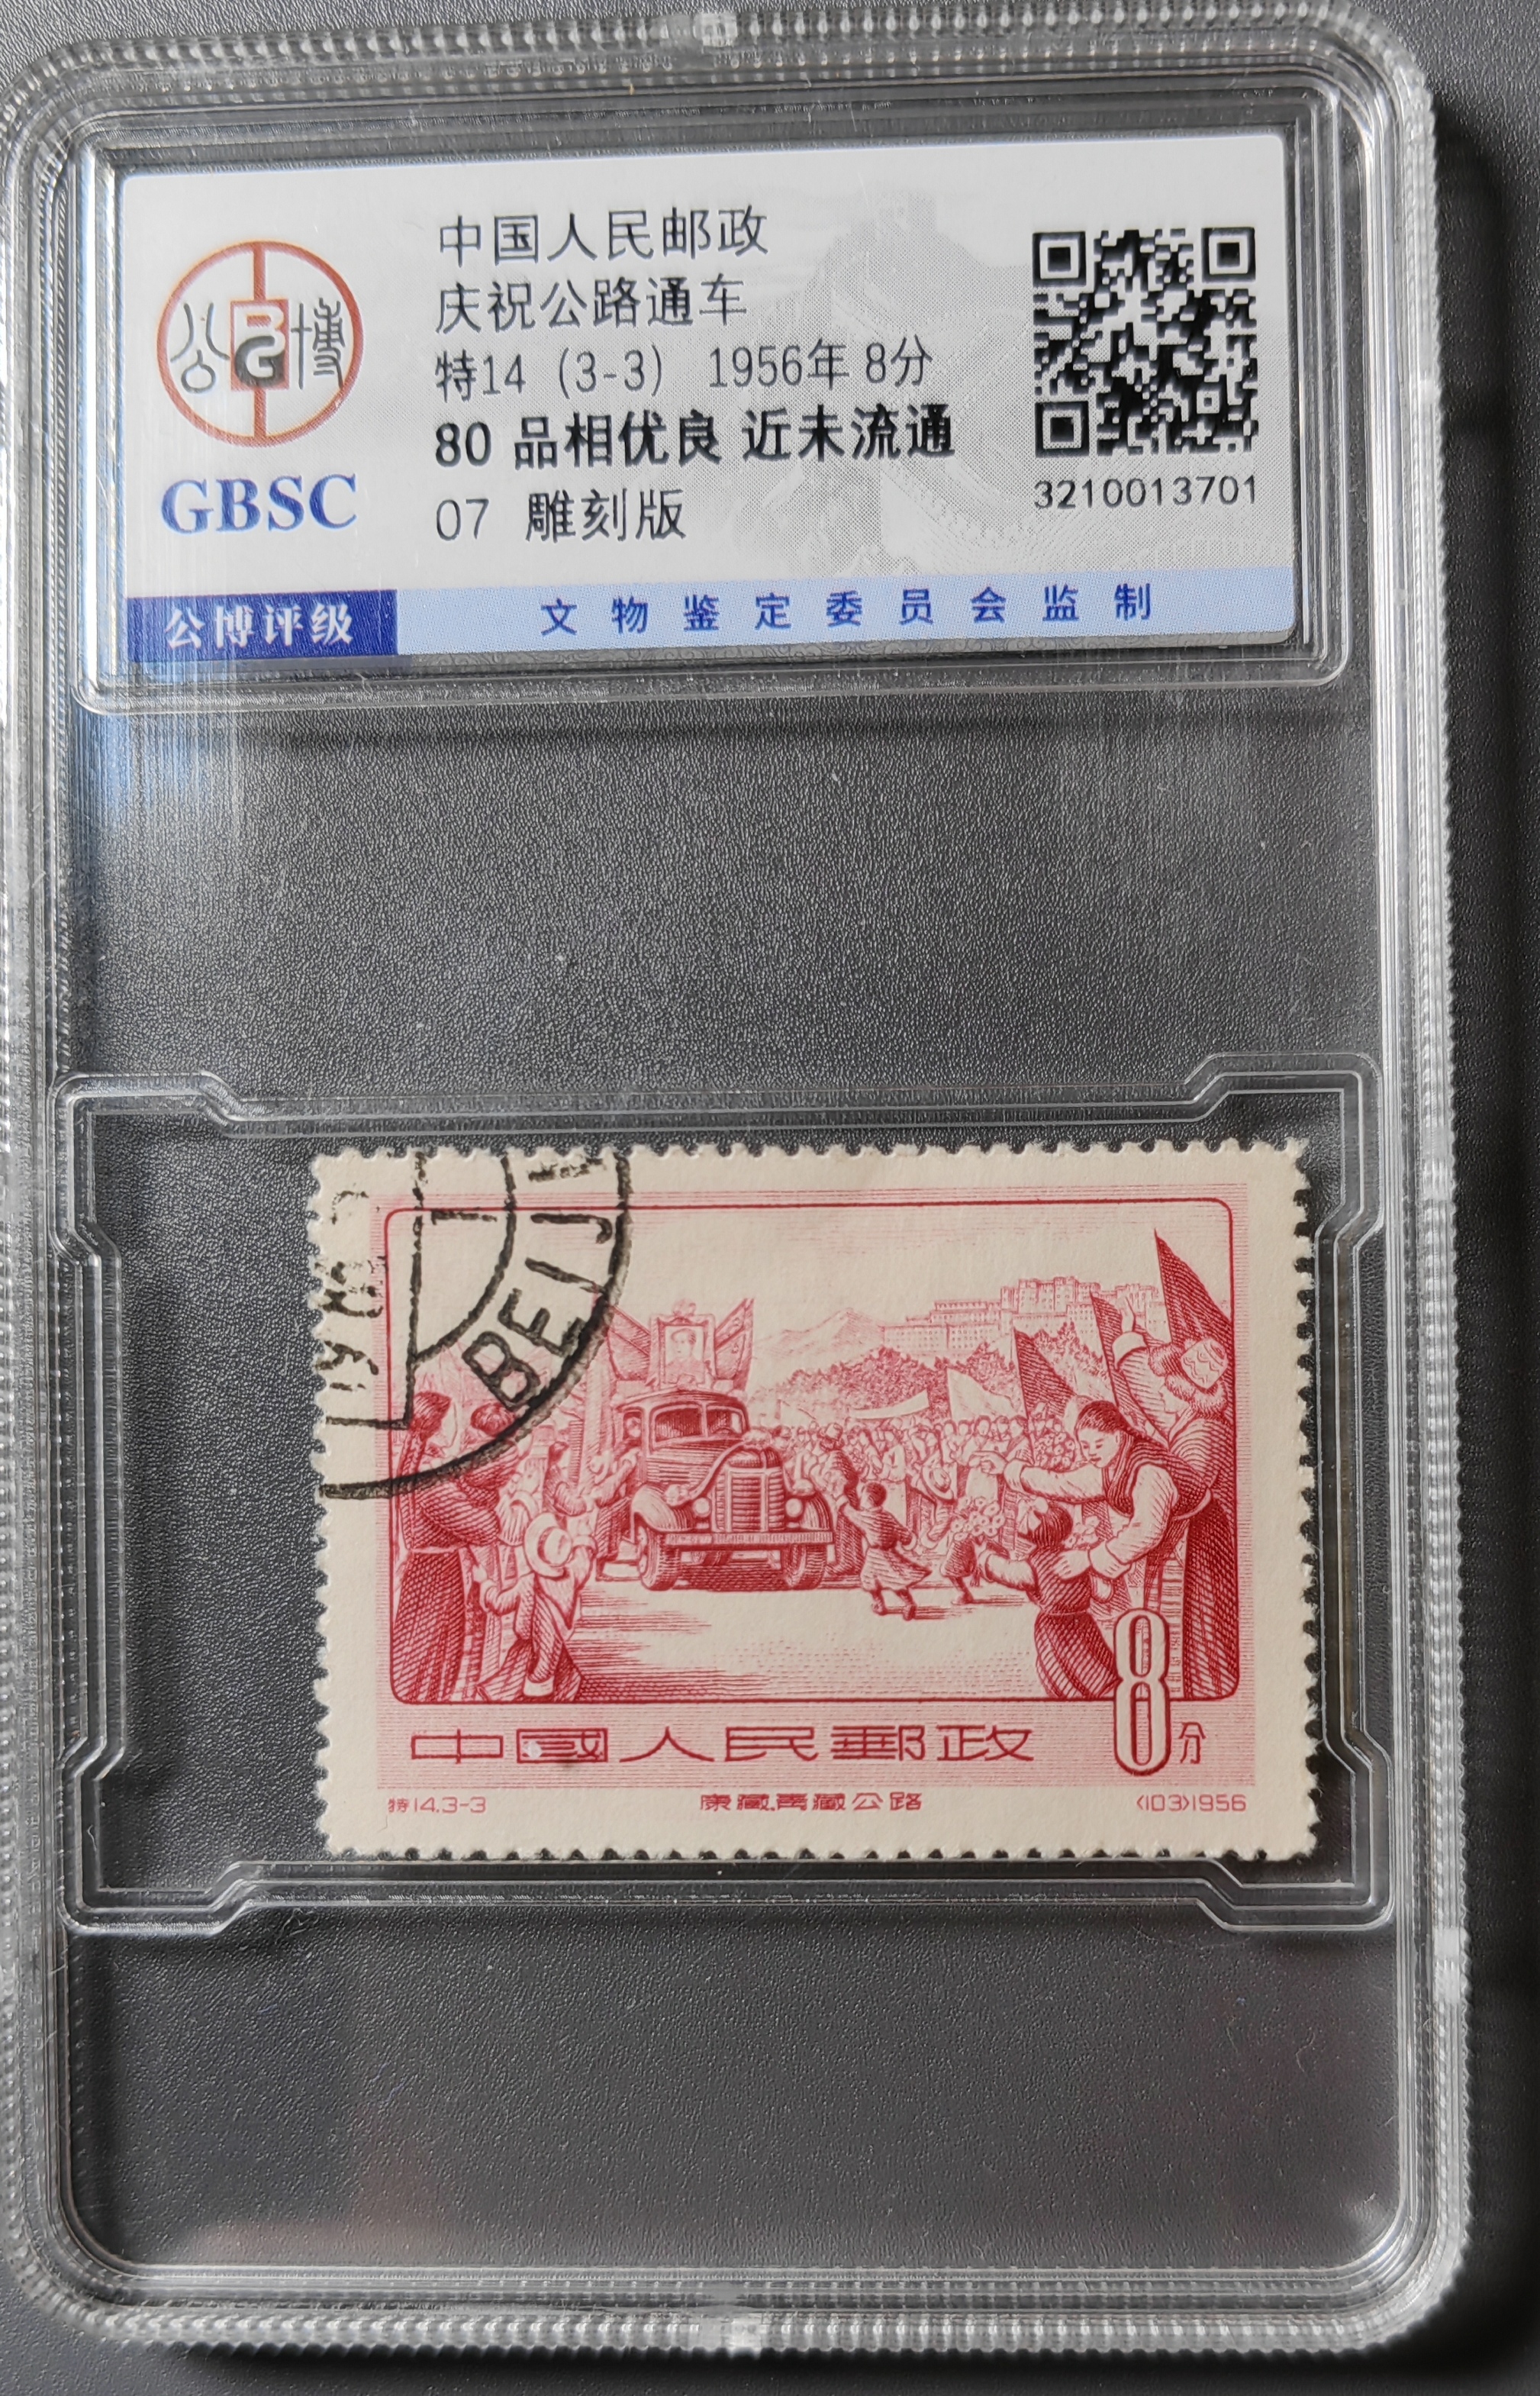 公博
BG
GBSC
公博评级
中国人民邮政
庆祝公路通车
特14 (3-3) 1956年 8分
80 品相优良 近未流通
07 雕刻版
3210013701
文物鉴定委员会监制
BEIJ
中國人民郵政
8分
特14.3-3
康藏,青藏公路
(103)1956